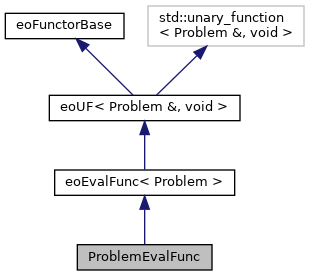 eoFunctorBase
std::unary_function
< Problem &, void >
eoUF< Problem &, void >
eoEvalFunc< Problem >
ProblemEvalFunc